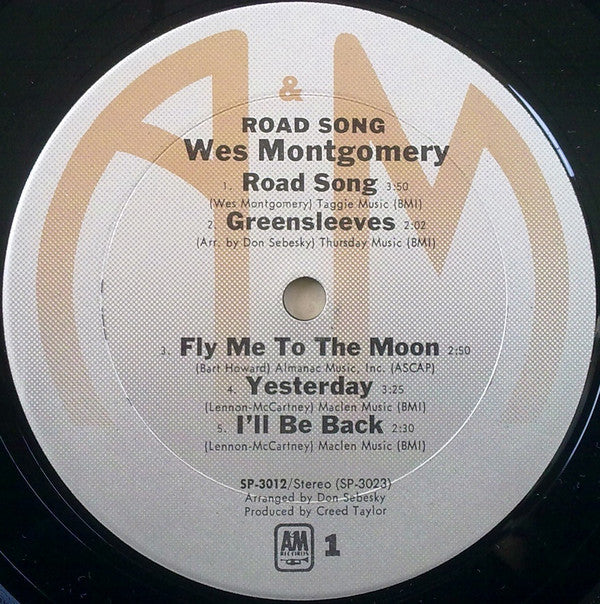 &
ROAD SONG
Wes Montgomery
1. Road Song 3:50
(Wes Montgomery) Taggie Music (BMI)
2. Greensleeves 2:02
(Arr. by Don Sebesky) Thursday Music (BMI)
3. Fly Me To The Moon 2:50
(Bart Howard) Almanac Music, Inc. (ASCAP)
4. Yesterday 3:25
(Lennon-McCartney) Maclen Music (BMI)
5. I'll Be Back 2:30
(Lennon-McCartney) Maclen Music (BMI)
SP-3012/Stereo (SP-3023)
Arranged by Don Sebesky
Produced by Creed Taylor
AM
RECORDS
1